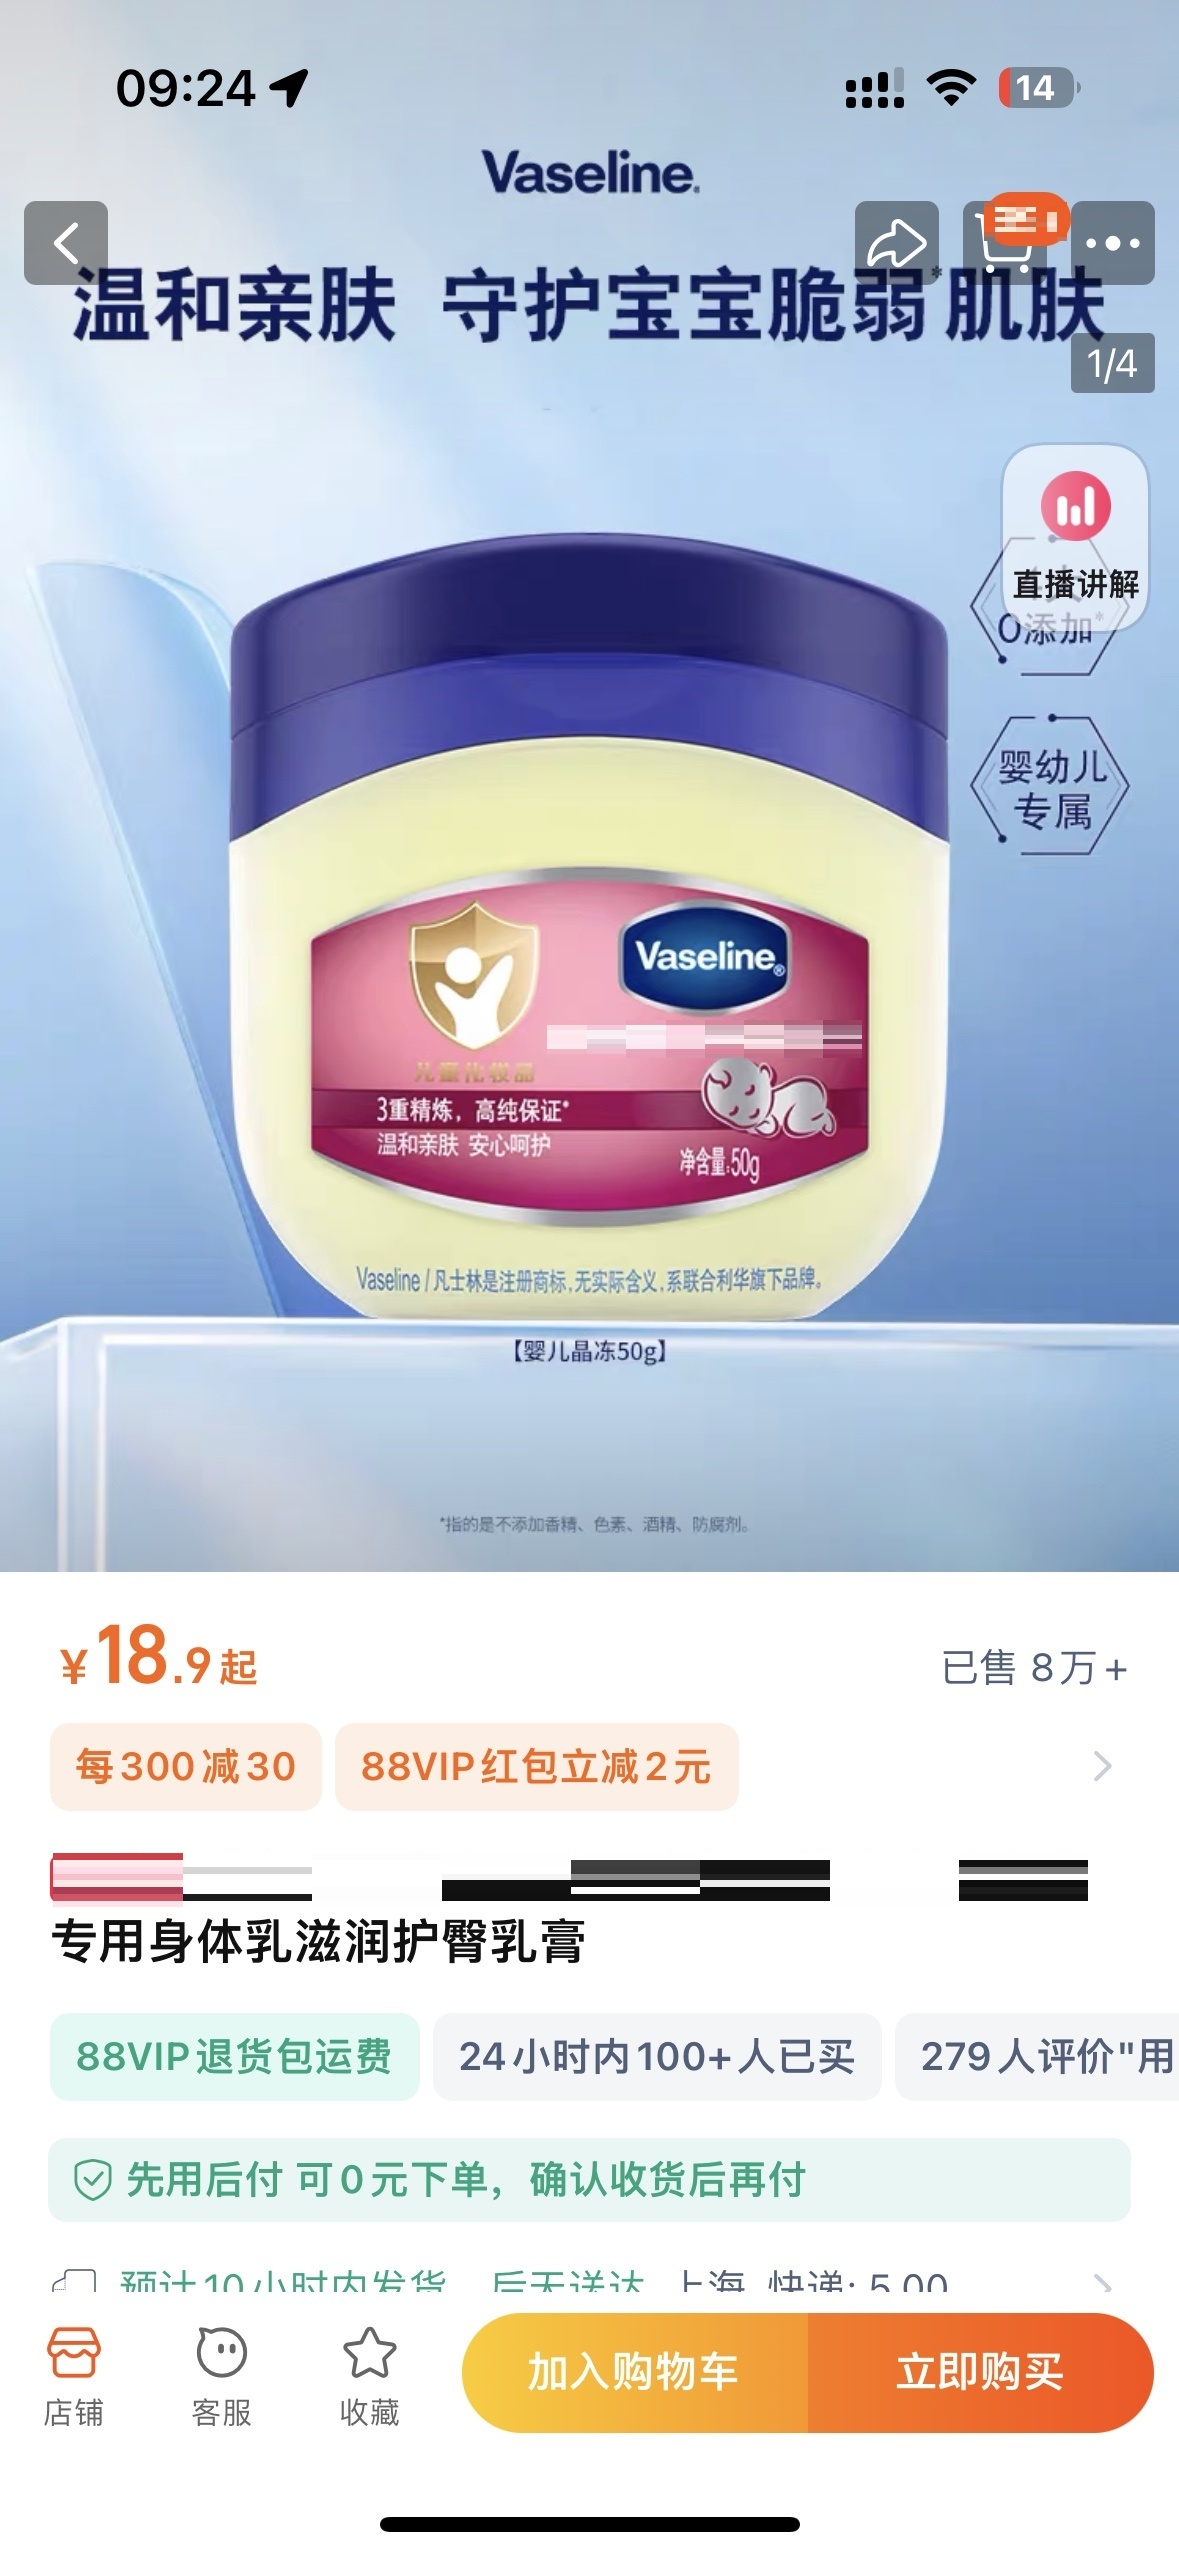 09:24
14
Vaseline.
温和亲肤 守护宝宝脆弱*肌肤
1/4
直播讲解
0添加*
婴幼儿
专属
Vaseline®
儿童化妆品
3重精炼，高纯保证*
温和亲肤 安心呵护
净含量:50g
Vaseline / 凡士林是注册商标,无实际含义,系联合利华旗下品牌。
【婴儿晶冻50g】
*指的是不添加香精、色素、酒精、防腐剂。
¥18.9起
已售 8万+
每300减30
88VIP红包立减2元
专用身体乳滋润护臀乳膏
88VIP退货包运费
24小时内100+人已买
279人评价"用
先用后付 可0元下单，确认收货后再付
预计10小时内发货 后天送达 上海 快递: 5.00
店铺
客服
收藏
加入购物车
立即购买